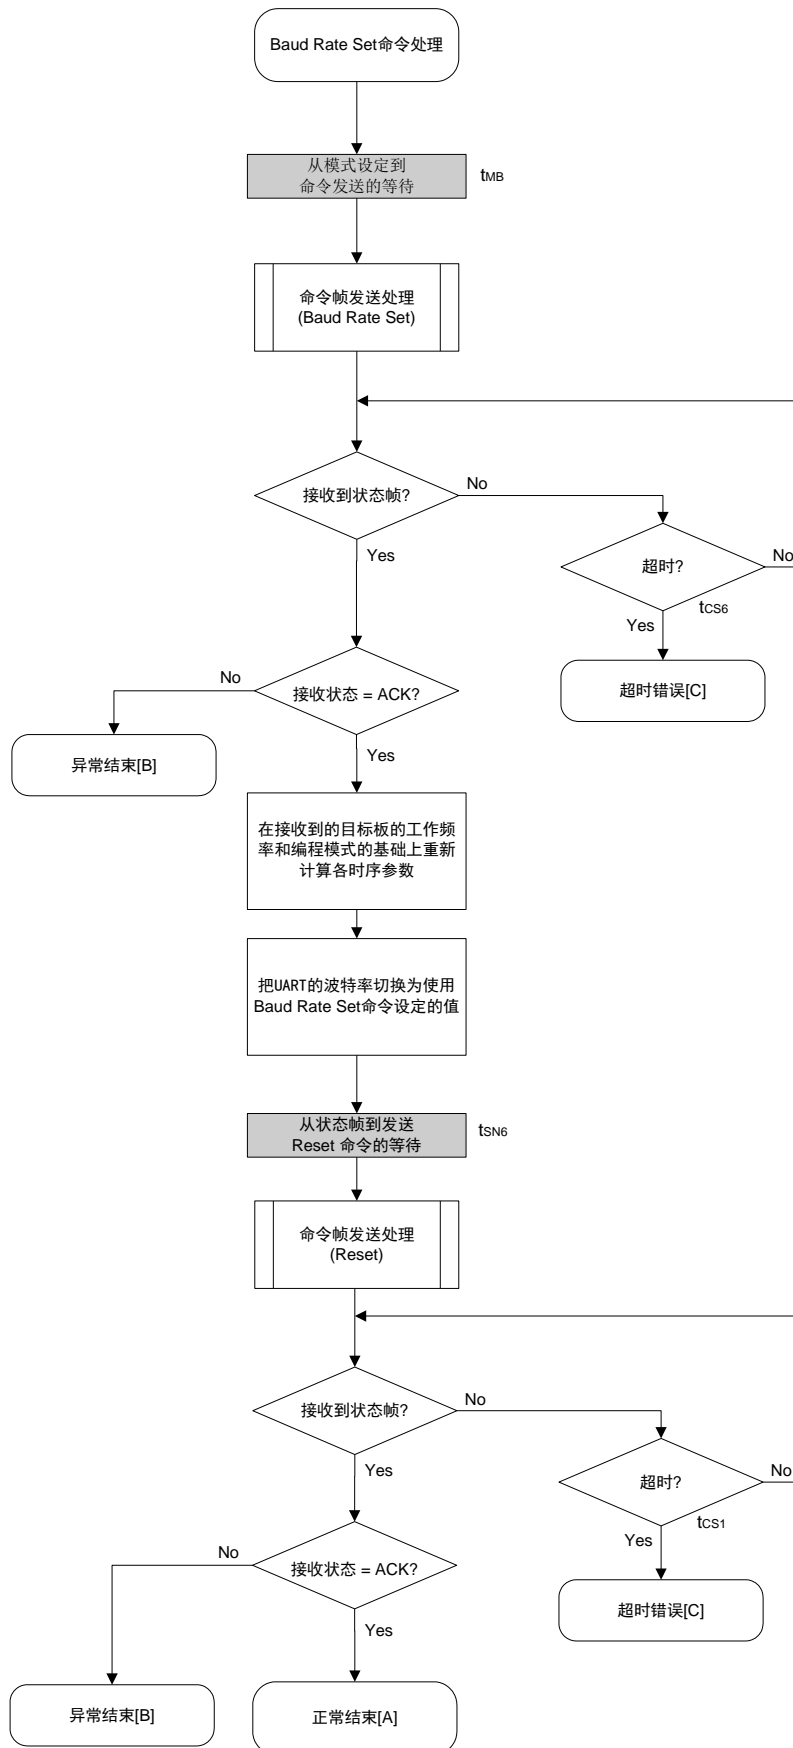 Baud Rate Set命令处理
从模式设定到
命令发送的等待
tMB
命令帧发送处理
(Baud Rate Set)
接收到状态帧?
No
Yes
超时?
No
tCS6
Yes
超时错误[C]
接收状态 = ACK?
No
Yes
异常结束[B]
在接收到的目标板的工作频
率和编程模式的基础上重新
计算各时序参数
把UART的波特率切换为使用
Baud Rate Set命令设定的值
从状态帧到发送
Reset 命令的等待
tSN6
命令帧发送处理
(Reset)
接收到状态帧?
No
Yes
超时?
No
tCS1
Yes
超时错误[C]
接收状态 = ACK?
No
Yes
异常结束[B]
正常结束[A]